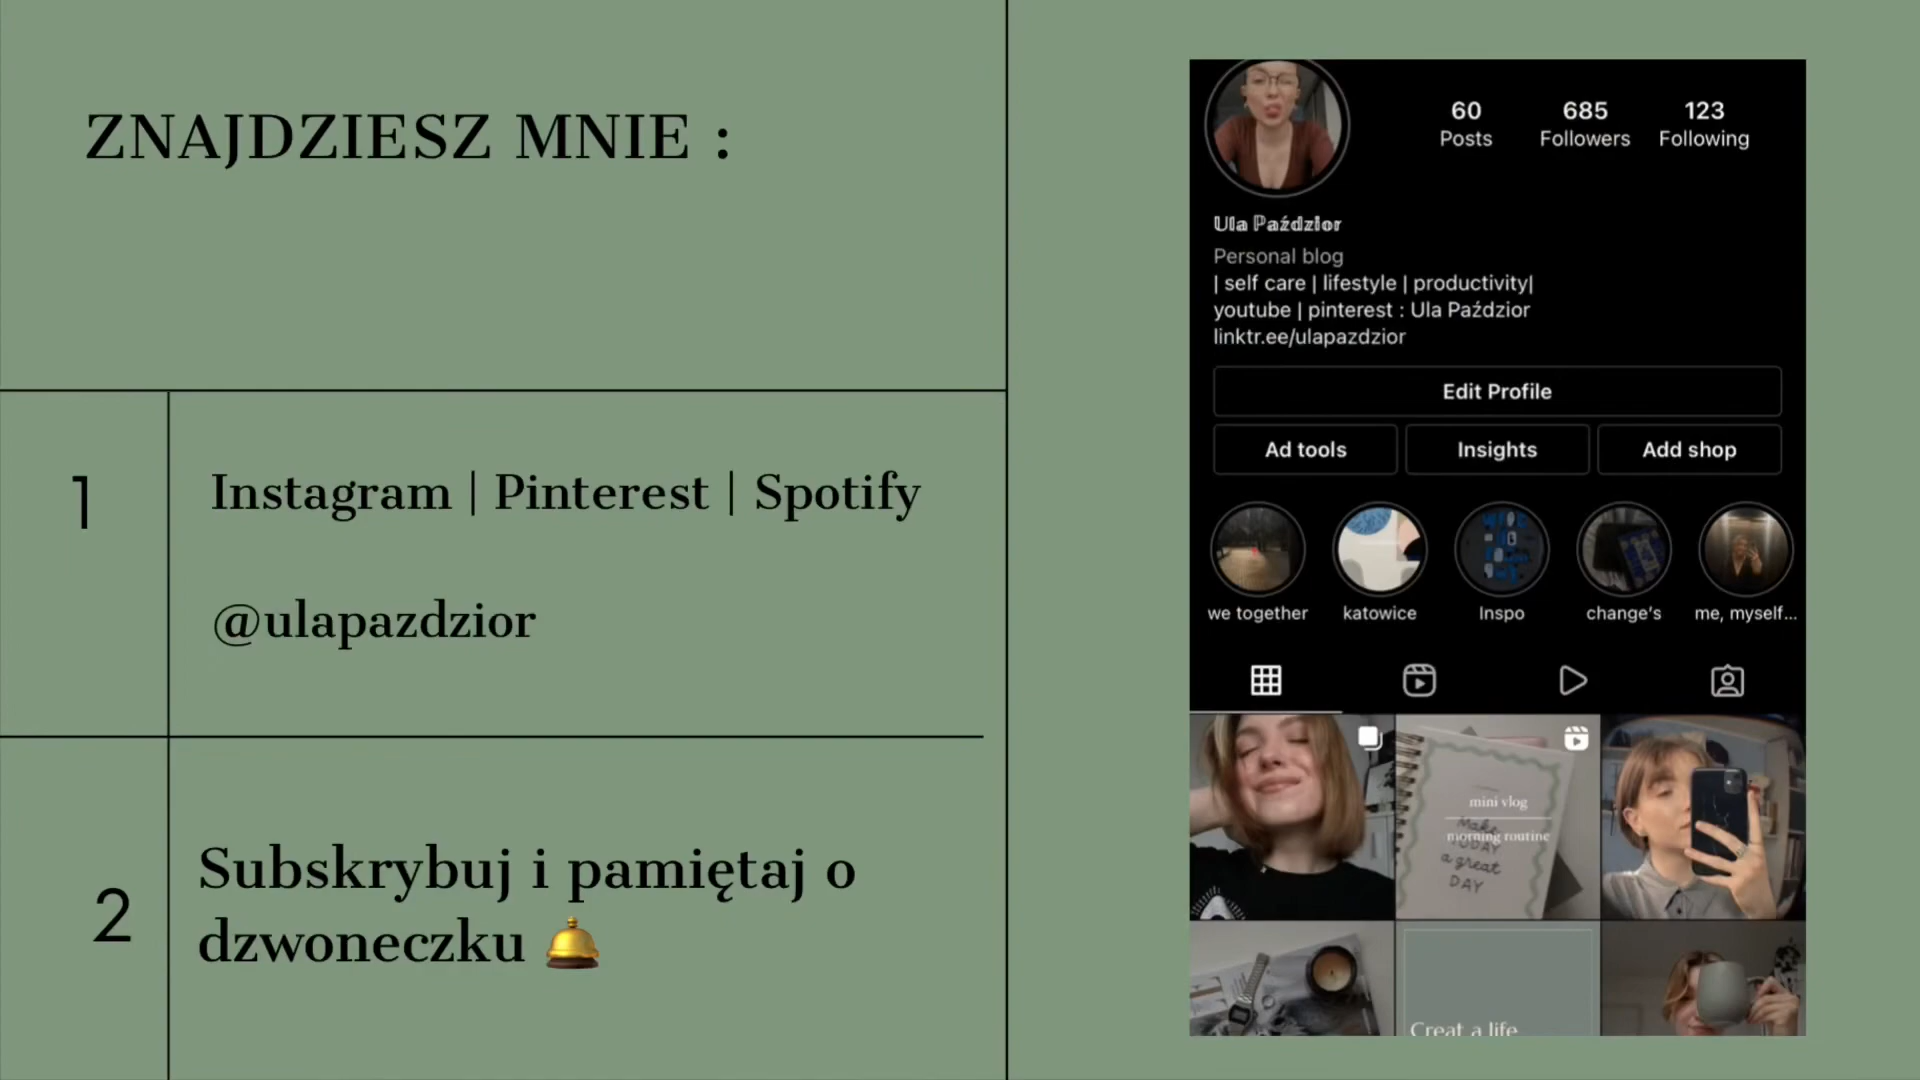 ZNAJDZIESZ MNIE :
1
Instagram | Pinterest | Spotify
@ulapazdzior
2
Subskrybuj i pamiętaj o
dzwoneczku
60
Posts
685
Followers
123
Following
Ula Paździor
Personal blog
| self care | lifestyle | productivity|
youtube | pinterest : Ula Paździor
linktr.ee/ulapazdzior
Edit Profile
Ad tools
Insights
Add shop
we together
katowice
Inspo
change's
me, myself...
mini vlog
morning routine
Make
TODAY
a great
DAY
Creat a life